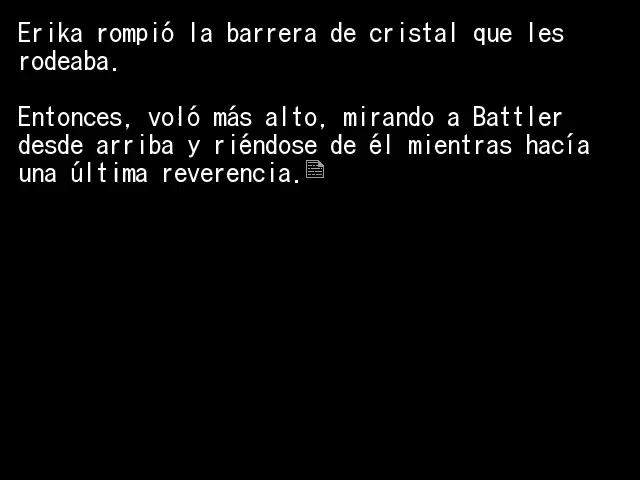 Erika rompió la barrera de cristal que les
rodeaba.
Entonces, voló más alto, mirando a Battler
desde arriba y riéndose de él mientras hacía
una última reverencia.